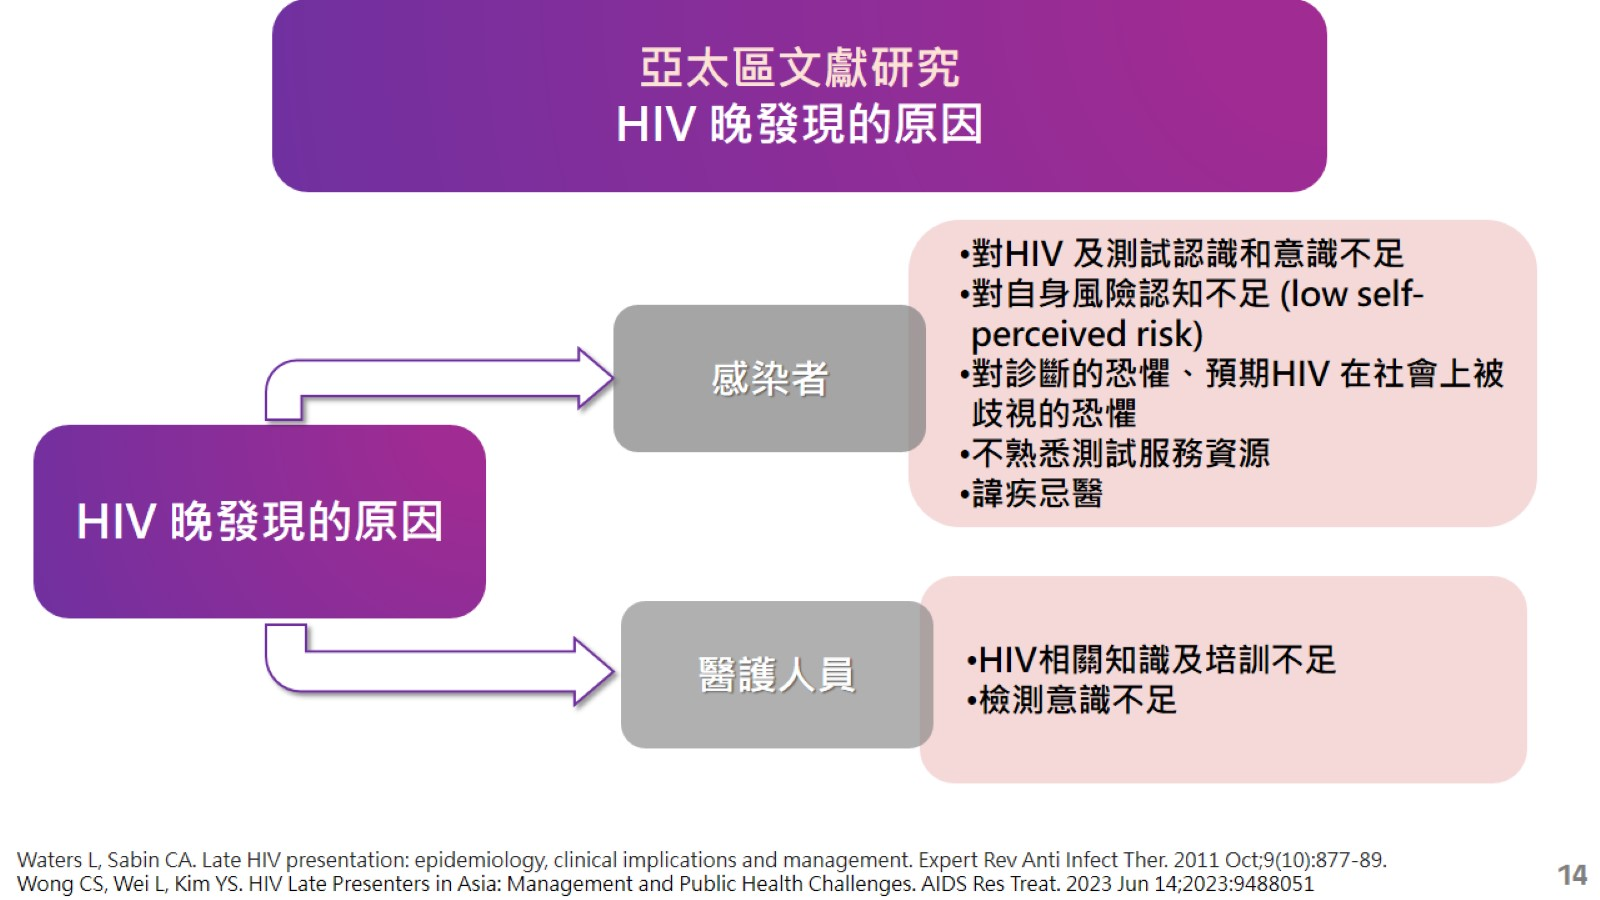 亞太區文獻研究
HIV 晚發現的原因
•對HIV 及測試認識和意識不足
•對自身風險認知不足 (low self-
perceived risk)
•對診斷的恐懼、預期HIV 在社會上被
歧視的恐懼
•不熟悉測試服務資源
•諱疾忌醫
感染者
HIV 晚發現的原因
醫護人員
•HIV相關知識及培訓不足
•檢測意識不足
Waters L, Sabin CA. Late HIV presentation: epidemiology, clinical implications and management. Expert Rev Anti Infect Ther. 2011 Oct;9(10):877-89.
Wong CS, Wei L, Kim YS. HIV Late Presenters in Asia: Management and Public Health Challenges. AIDS Res Treat. 2023 Jun 14;2023:9488051
14